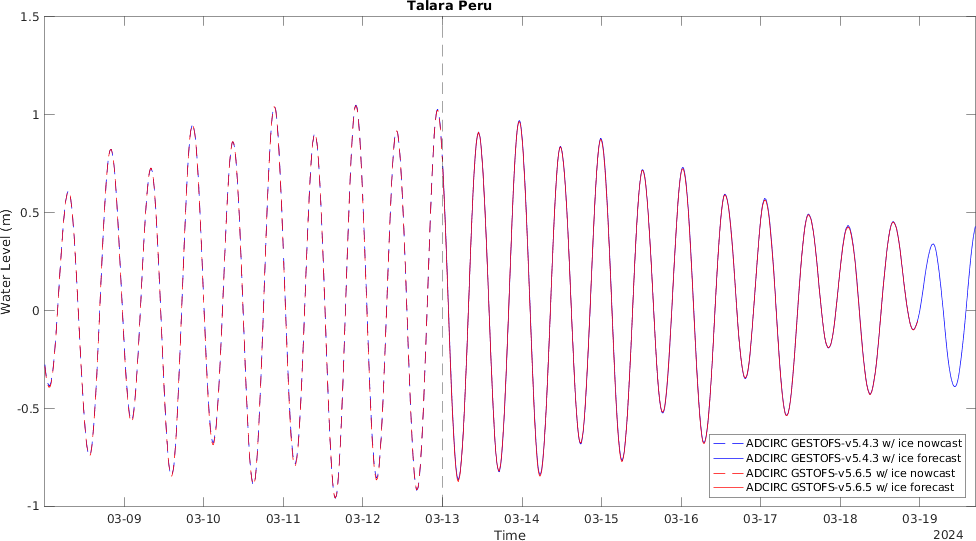 Talara Peru
1.5
1
0.5
0
-0.5
-1
Water Level (m)
03-09 03-10 03-11 03-12 03-13 03-14 03-15 03-16 03-17 03-18 03-19
Time
2024
ADCIRC GESTOFS-v5.4.3 w/ ice nowcast
ADCIRC GESTOFS-v5.4.3 w/ ice forecast
ADCIRC GSTOFS-v5.6.5 w/ ice nowcast
ADCIRC GSTOFS-v5.6.5 w/ ice forecast